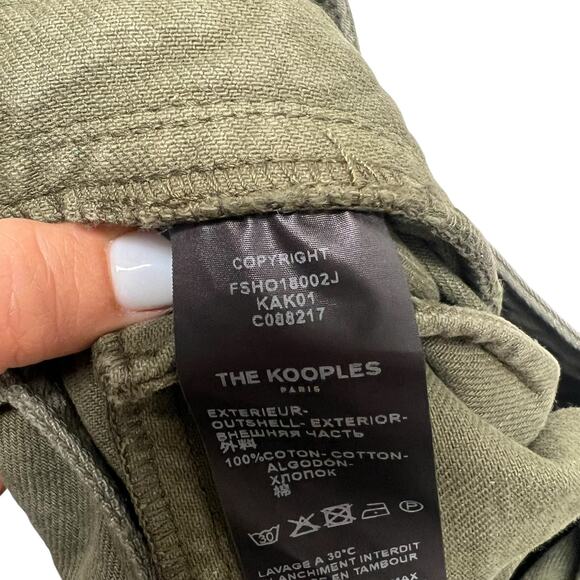 COPYRIGHT
FSHO18002J
KAK01
C088217
THE KOOPLES
PARIS
EXTERIEUR-
OUTSHELL- EXTERIOR-
ВНЕШНЯЯ ЧАСТЬ
外料
100%COTON- COTTON-
ALGODON-
ХЛОПОК
棉
30
P
LAVAGE A 30°C
BLANCHIMENT INTERDIT
EN TAMBOUR
MAX